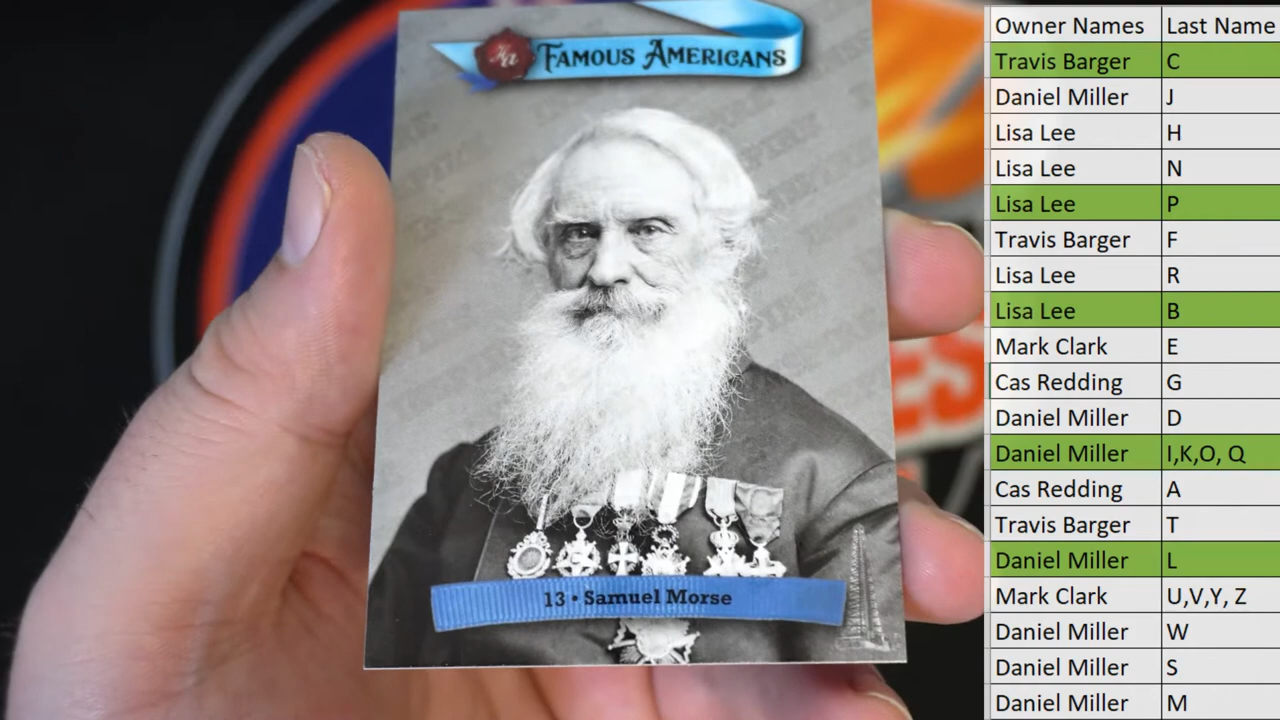 FAMOUS AMERICANS
13 • Samuel Morse
Owner Names Last Name
Travis Barger C
Daniel Miller J
Lisa Lee H
Lisa Lee N
Lisa Lee P
Travis Barger F
Lisa Lee R
Lisa Lee B
Mark Clark E
Cas Redding G
Daniel Miller D
Daniel Miller I,K,O, Q
Cas Redding A
Travis Barger T
Daniel Miller L
Mark Clark U,V,Y, Z
Daniel Miller W
Daniel Miller S
Daniel Miller M